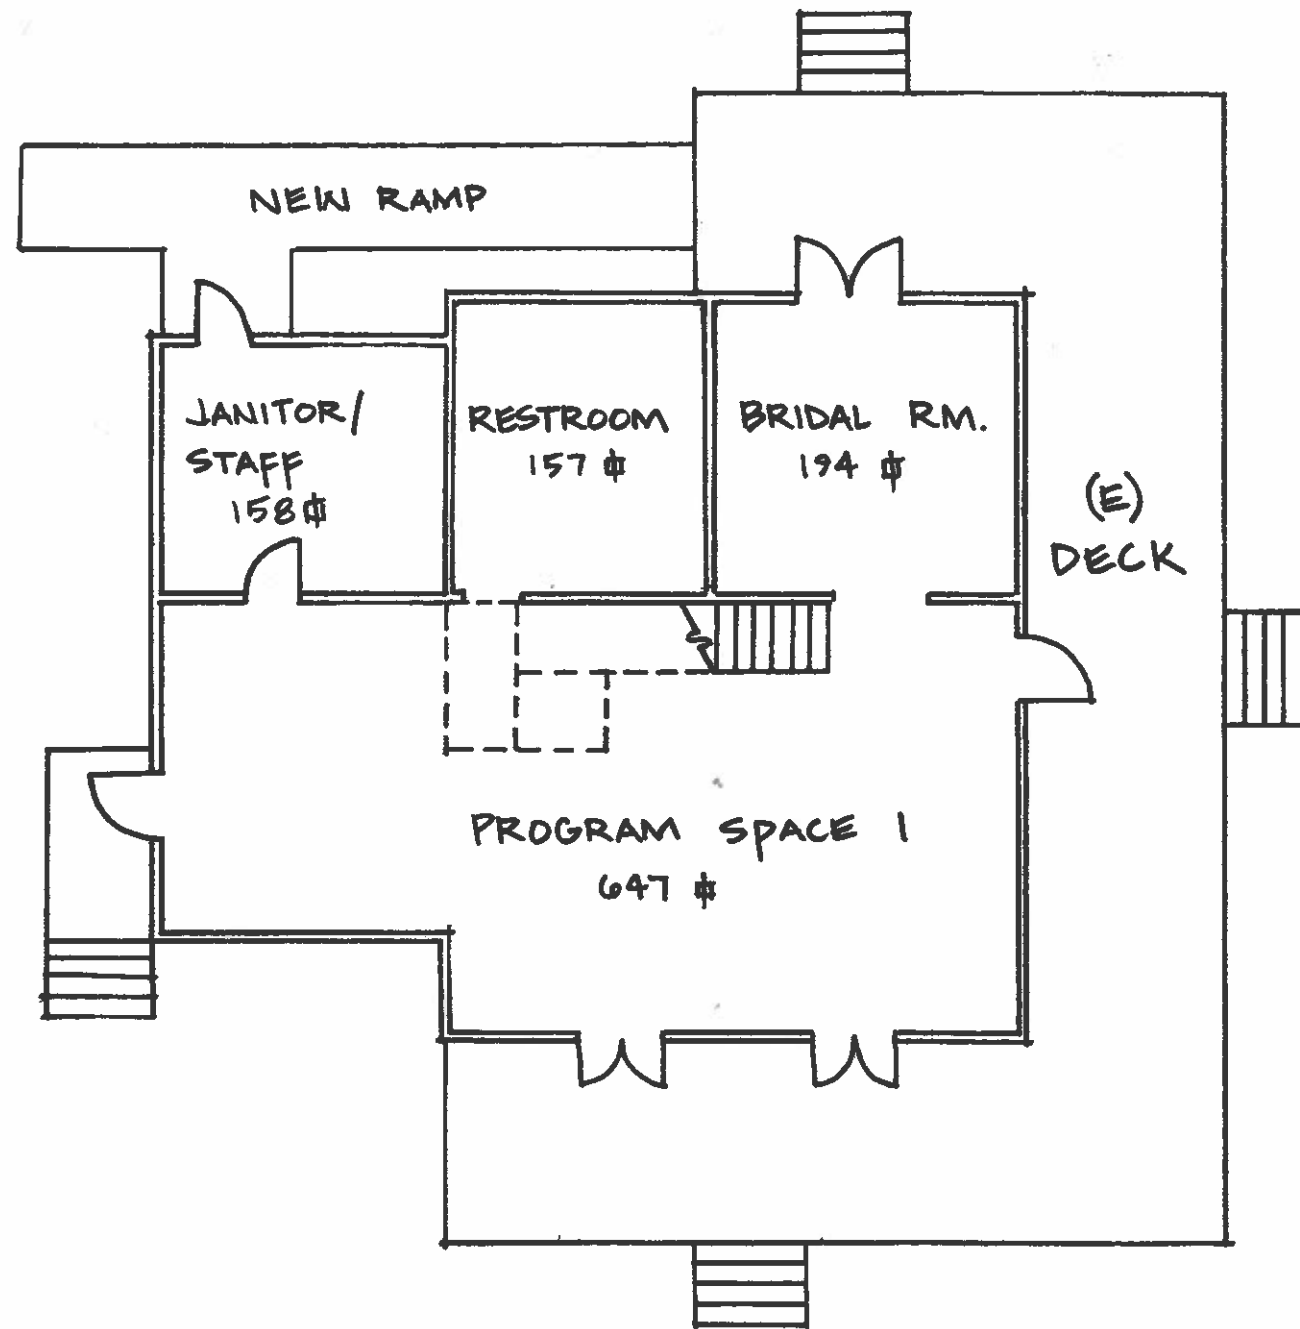 NEW RAMP
JANITOR/
STAFF
158 ⏍
RESTROOM
157 ⏍
BRIDAL RM.
194 ⏍
(E)
DECK
PROGRAM SPACE 1
647 ⏍